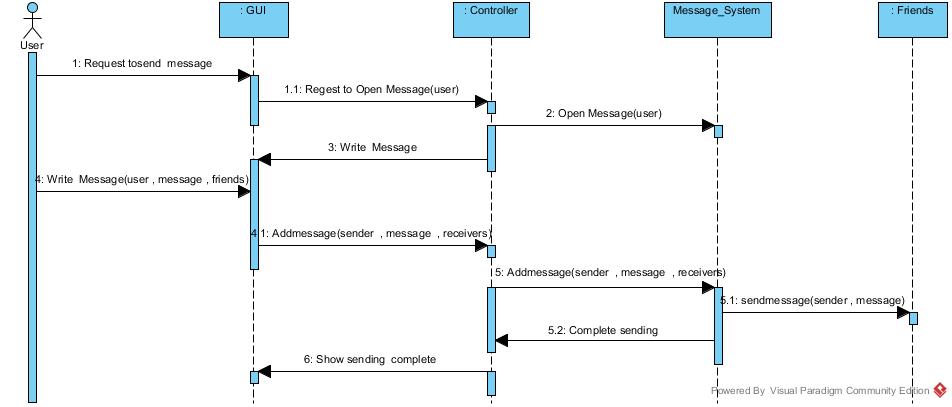 : GUI
: Controller
Message_System
: Friends
User
1: Request tosend message
1.1: Regest to Open Message(user)
2: Open Message(user)
3: Write Message
4: Write Message(user , message , friends)
4.1: Addmessage(sender , message , receivers)
5: Addmessage(sender , message , receivers)
5.1: sendmessage(sender , message)
5.2: Complete sending
6: Show sending complete
Powered By Visual Paradigm Community Edition